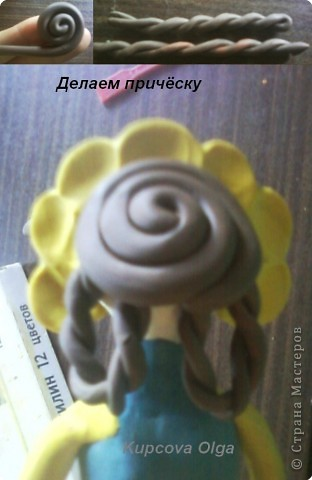 Делаем причёску
илин 12 цветов
Kupcova Olga
© Страна Мастеров